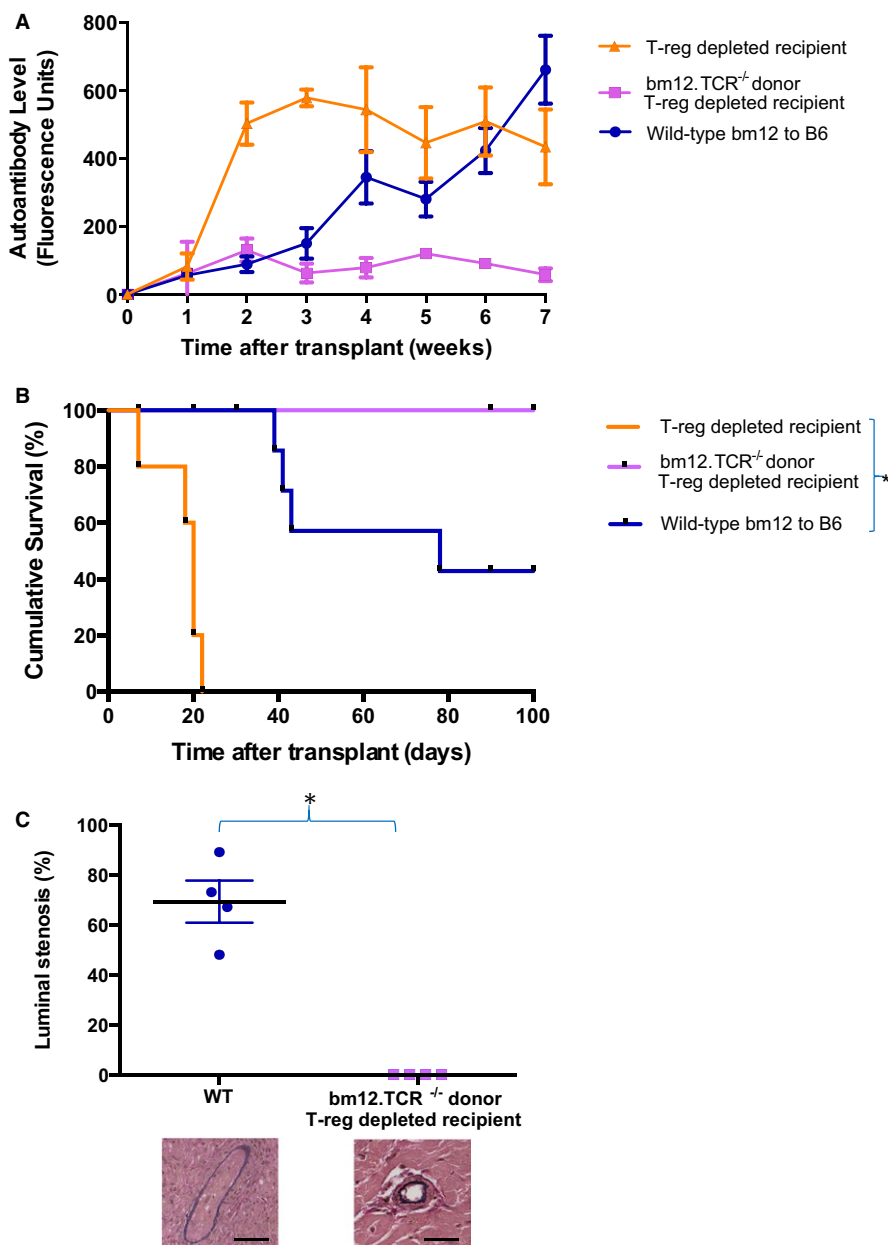 A
800
600
400
200
0
Autoantibody Level
(Fluorescence Units)
0 1 2 3 4 5 6 7
Time after transplant (weeks)
T-reg depleted recipient
bm12.TCR-/- donor
T-reg depleted recipient
Wild-type bm12 to B6
B
100
80
60
40
20
0
Cumulative Survival (%)
0 20 40 60 80 100
Time after transplant (days)
T-reg depleted recipient
bm12.TCR-/- donor
T-reg depleted recipient
Wild-type bm12 to B6
*
C
*
100
80
60
40
20
0
Luminal stenosis (%)
WT
bm12.TCR -/- donor
T-reg depleted recipient